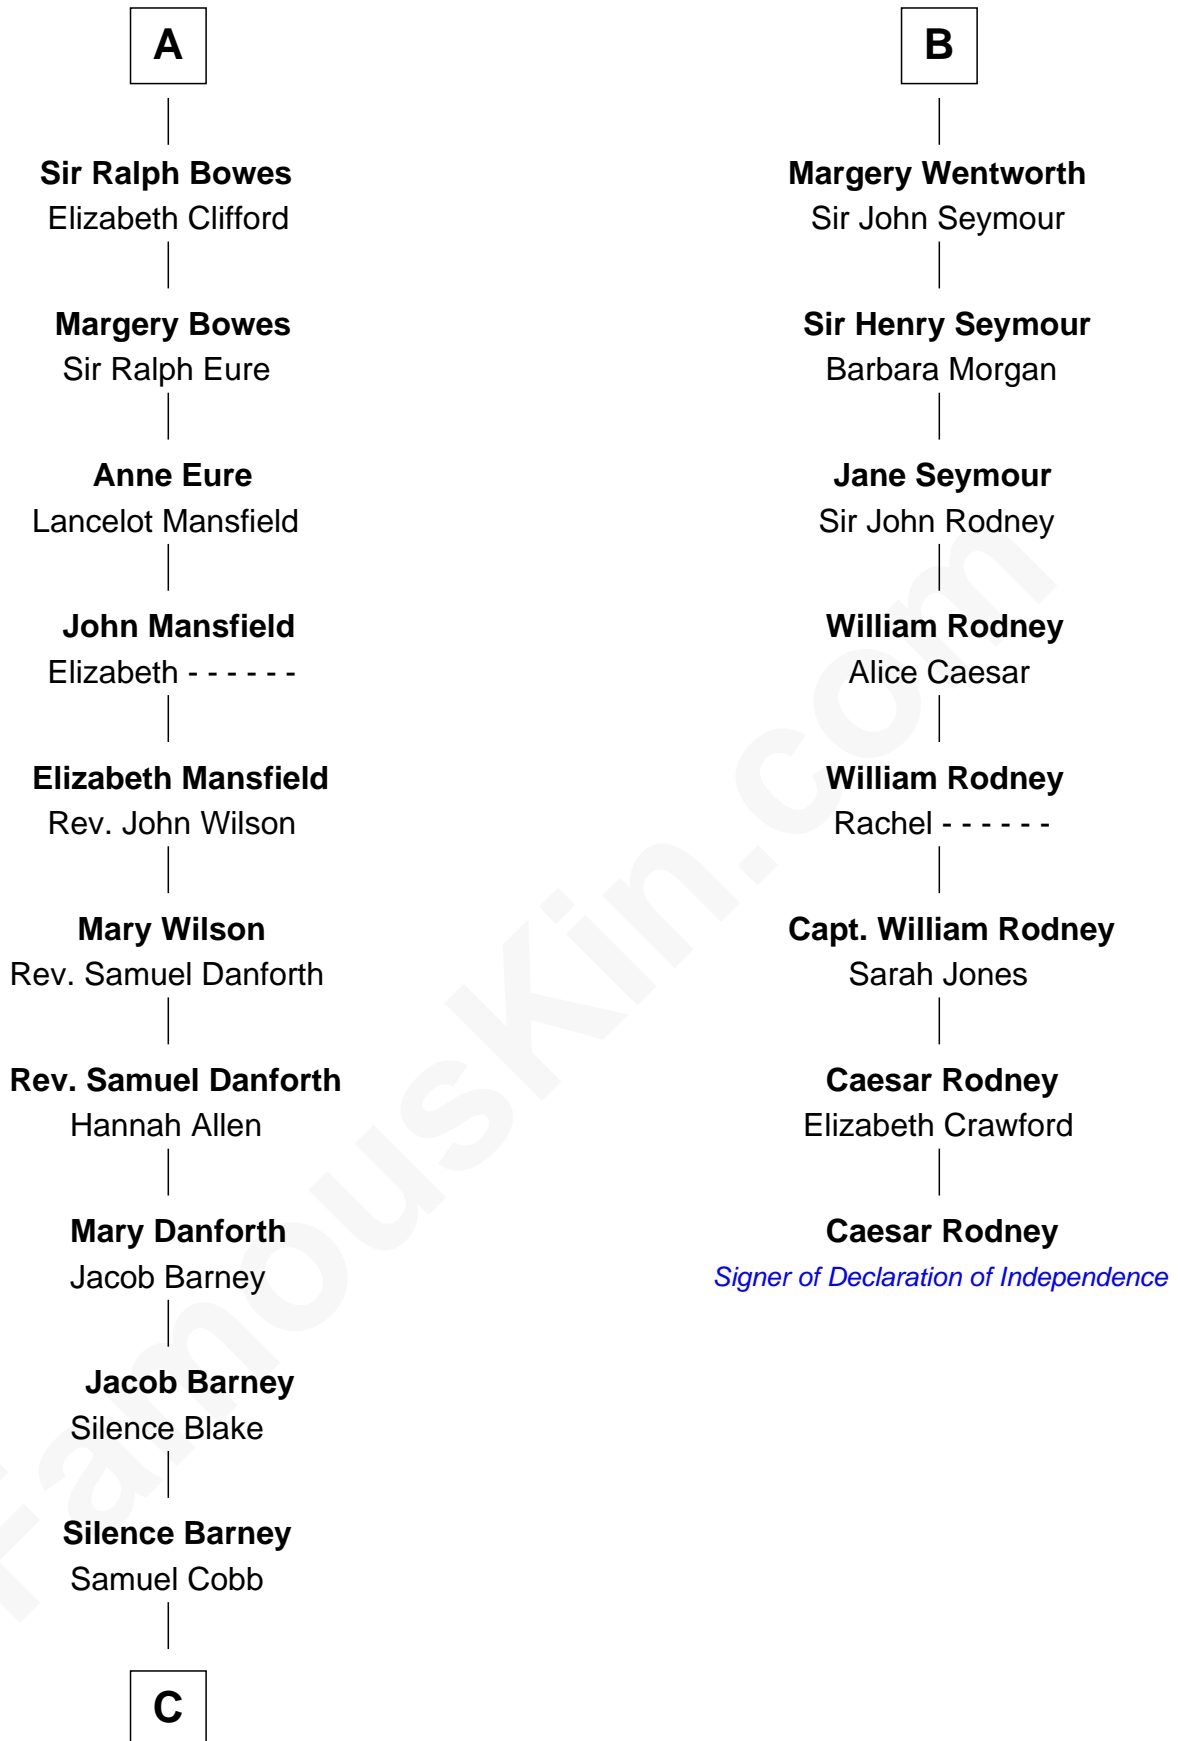 A
Sir Ralph Bowes
Elizabeth Clifford
Margery Bowes
Sir Ralph Eure
Anne Eure
Lancelot Mansfield
John Mansfield
Elizabeth - - - - - -
Elizabeth Mansfield
Rev. John Wilson
Mary Wilson
Rev. Samuel Danforth
Rev. Samuel Danforth
Hannah Allen
Mary Danforth
Jacob Barney
Jacob Barney
Silence Blake
Silence Barney
Samuel Cobb
C
B
Margery Wentworth
Sir John Seymour
Sir Henry Seymour
Barbara Morgan
Jane Seymour
Sir John Rodney
William Rodney
Alice Caesar
William Rodney
Rachel - - - - - -
Capt. William Rodney
Sarah Jones
Caesar Rodney
Elizabeth Crawford
Caesar Rodney
Signer of Declaration of Independence
FamousKin.com